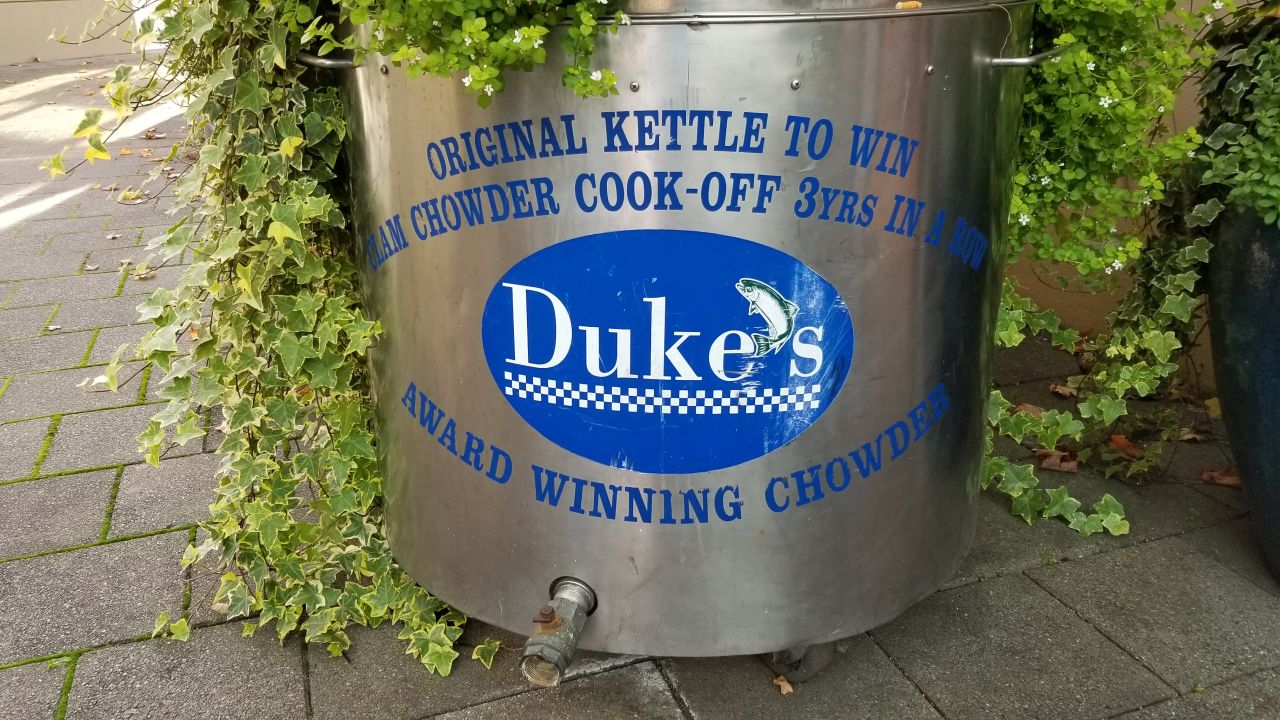 ORIGINAL KETTLE TO WIN
CLAM CHOWDER COOK-OFF 3YRS IN A ROW
Duke's
AWARD WINNING CHOWDER